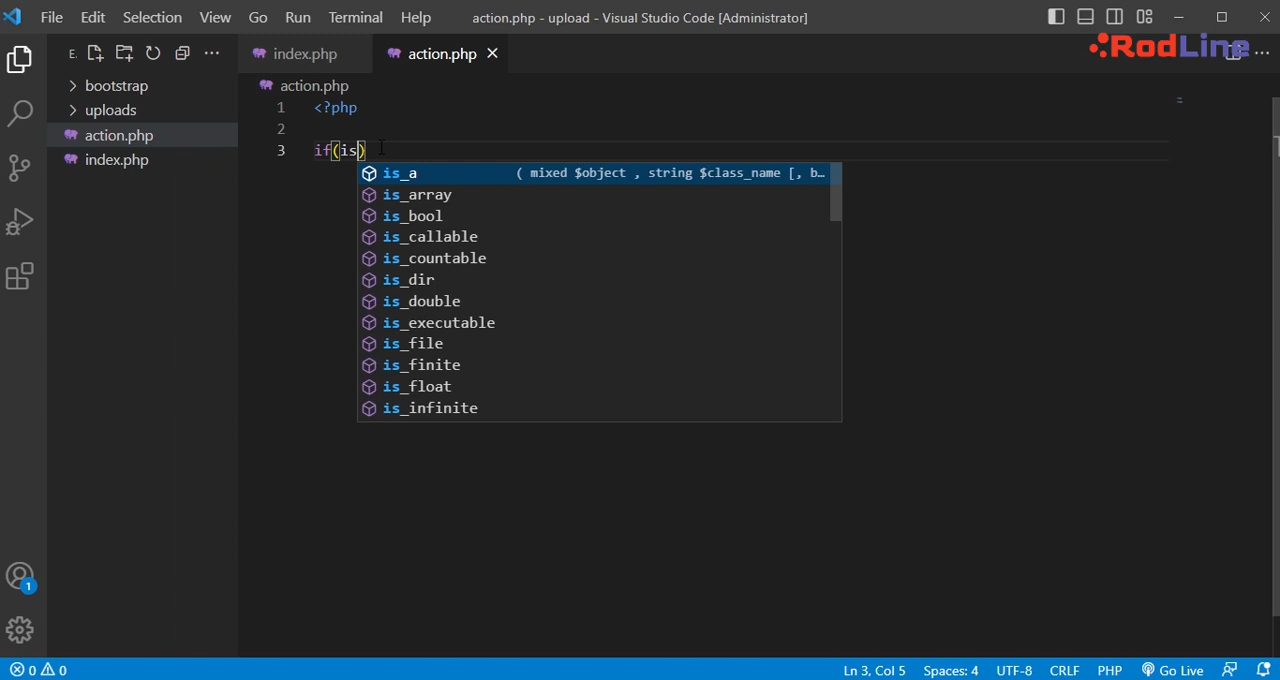 File Edit Selection View Go Run Terminal Help action.php - upload - Visual Studio Code [Administrator]
RodLine
E. index.php action.php
bootstrap
uploads
action.php
index.php
action.php
1 <?php
2
3 if(is)
is_a ( mixed $object , string $class_name [, b…
is_array
is_bool
is_callable
is_countable
is_dir
is_double
is_executable
is_file
is_finite
is_float
is_infinite
1
0 0 Ln 3, Col 5 Spaces: 4 UTF-8 CRLF PHP Go Live